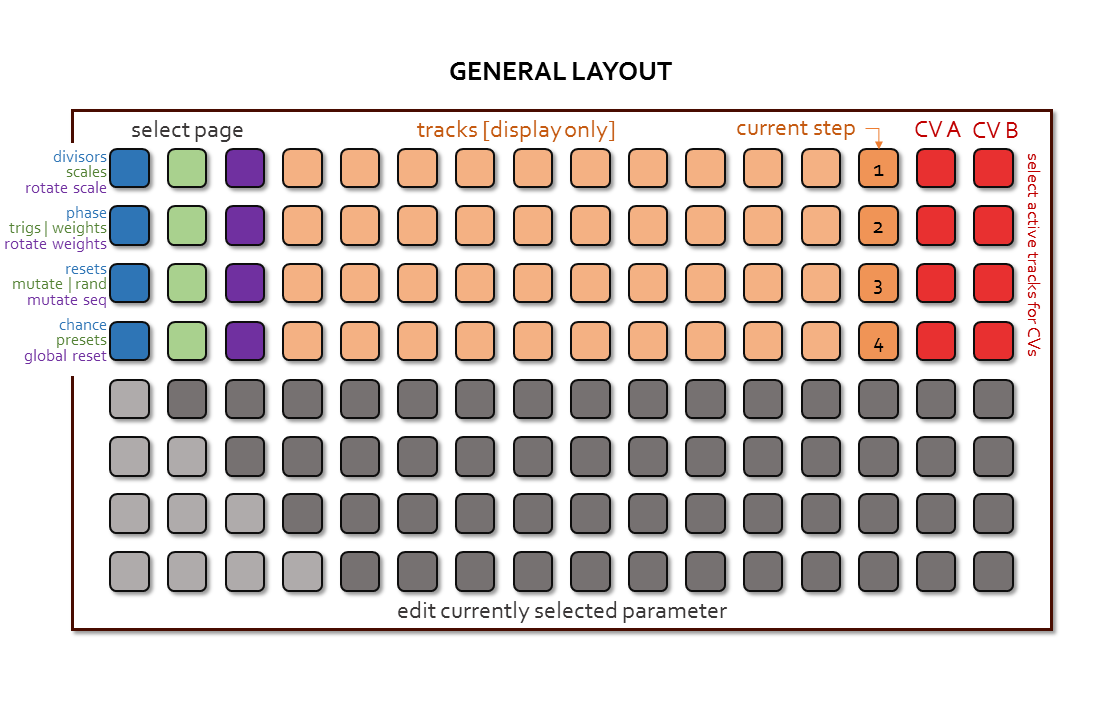 GENERAL LAYOUT
select page
tracks [display only]
current step
CV A
CV B
divisors
scales
rotate scale
1
phase
trigs | weights
rotate weights
2
resets
mutate | rand
mutate seq
3
chance
presets
global reset
4
select active tracks for CVs
edit currently selected parameter